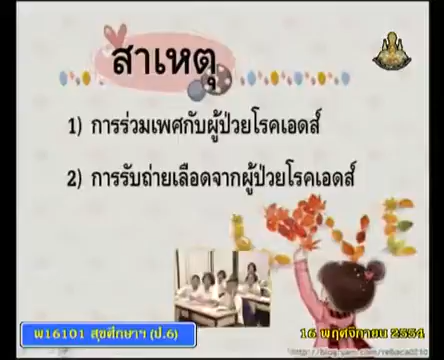 สาเหตุ
1) การร่วมเพศกับผู้ป่วยโรคเอดส์
2) การรับถ่ายเลือดจากผู้ป่วยโรคเอดส์
LOVE
พ16101 สุขศึกษาฯ (ป.6)
16 พฤศจิกายน 2554